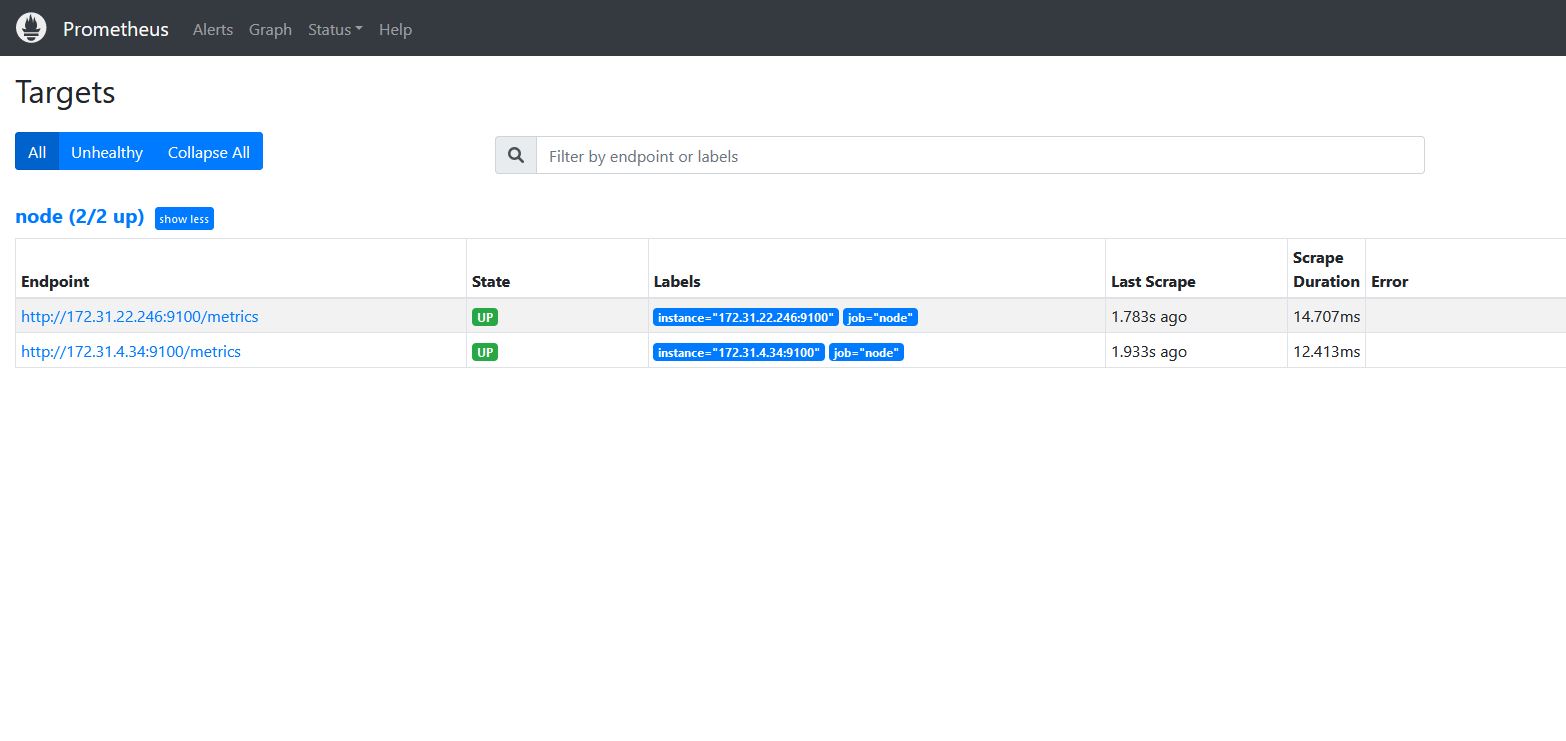 Prometheus Alerts Graph Status Help
Targets
All Unhealthy Collapse All
Filter by endpoint or labels
node (2/2 up) show less
Endpoint State Labels Last Scrape Scrape Duration Error
http://172.31.22.246:9100/metrics UP instance="172.31.22.246:9100" job="node" 1.783s ago 14.707ms
http://172.31.4.34:9100/metrics UP instance="172.31.4.34:9100" job="node" 1.933s ago 12.413ms